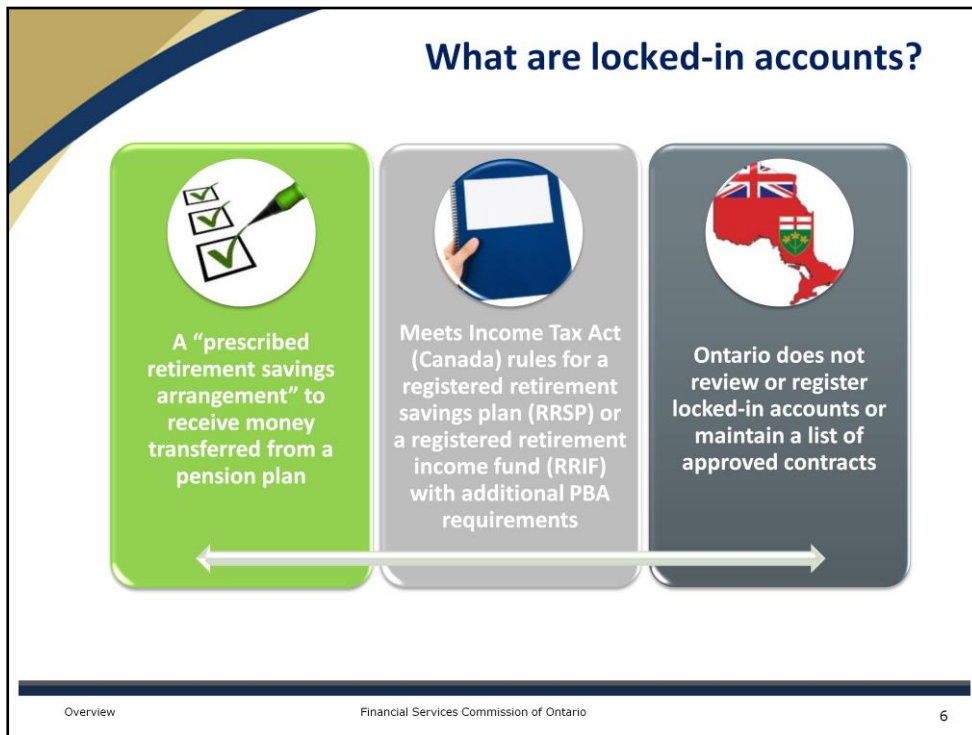 What are locked-in accounts?
A “prescribed
retirement savings
arrangement” to
receive money
transferred from a
pension plan
Meets Income Tax Act
(Canada) rules for a
registered retirement
savings plan (RRSP) or
a registered retirement
income fund (RRIF)
with additional PBA
requirements
Ontario does not
review or register
locked-in accounts or
maintain a list of
approved contracts
Overview
Financial Services Commission of Ontario
6